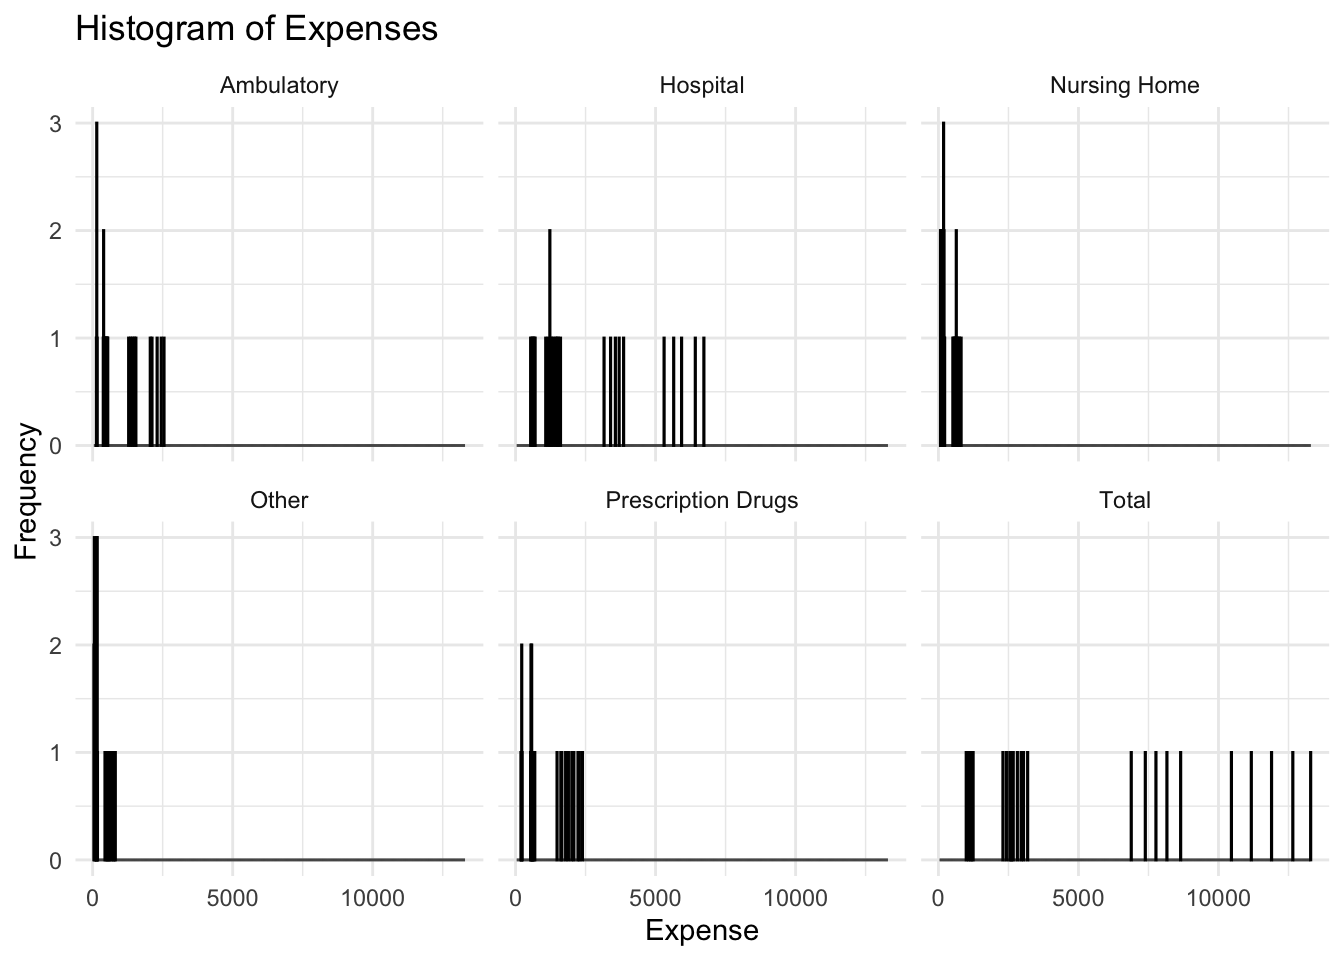 Histogram of Expenses
Ambulatory
Hospital
Nursing Home
3
2
1
0
Other
Prescription Drugs
Total
3
2
1
0
0
5000
10000
0
5000
10000
0
5000
10000
Expense
Frequency